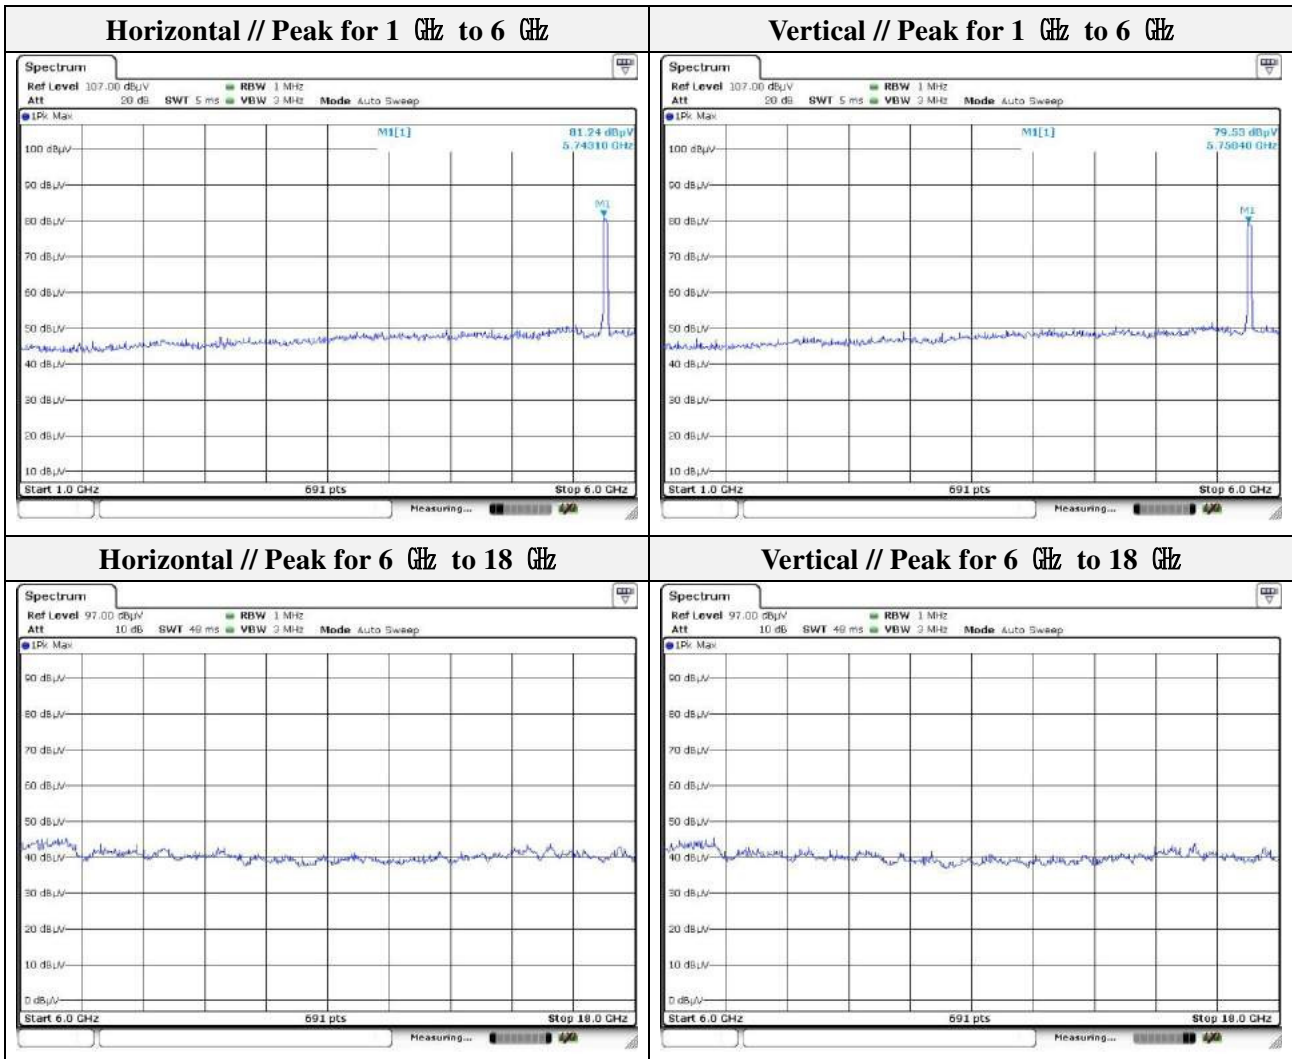 Horizontal // Peak for 1 ㎓ to 6 ㎓
Vertical // Peak for 1 ㎓ to 6 ㎓
Spectrum
Ref Level 107.00 dBµV RBW 1 MHz
Att 20 dB SWT 5 ms VBW 3 MHz Mode Auto Sweep
1Pk Max
M1[1] 81.24 dBµV
5.74310 GHz
M1
100 dBµV
90 dBµV
80 dBµV
70 dBµV
60 dBµV
50 dBµV
40 dBµV
30 dBµV
20 dBµV
10 dBµV
Start 1.0 GHz 691 pts Stop 6.0 GHz
Measuring...
Spectrum
Ref Level 107.00 dBµV RBW 1 MHz
Att 20 dB SWT 5 ms VBW 3 MHz Mode Auto Sweep
1Pk Max
M1[1] 79.53 dBµV
5.75840 GHz
M1
100 dBµV
90 dBµV
80 dBµV
70 dBµV
60 dBµV
50 dBµV
40 dBµV
30 dBµV
20 dBµV
10 dBµV
Start 1.0 GHz 691 pts Stop 6.0 GHz
Measuring...
Horizontal // Peak for 6 ㎓ to 18 ㎓
Vertical // Peak for 6 ㎓ to 18 ㎓
Spectrum
Ref Level 97.00 dBµV RBW 1 MHz
Att 10 dB SWT 48 ms VBW 3 MHz Mode Auto Sweep
1Pk Max
90 dBµV
80 dBµV
70 dBµV
60 dBµV
50 dBµV
40 dBµV
30 dBµV
20 dBµV
10 dBµV
0 dBµV
Start 6.0 GHz 691 pts Stop 18.0 GHz
Measuring...
Spectrum
Ref Level 97.00 dBµV RBW 1 MHz
Att 10 dB SWT 48 ms VBW 3 MHz Mode Auto Sweep
1Pk Max
90 dBµV
80 dBµV
70 dBµV
60 dBµV
50 dBµV
40 dBµV
30 dBµV
20 dBµV
10 dBµV
0 dBµV
Start 6.0 GHz 691 pts Stop 18.0 GHz
Measuring...